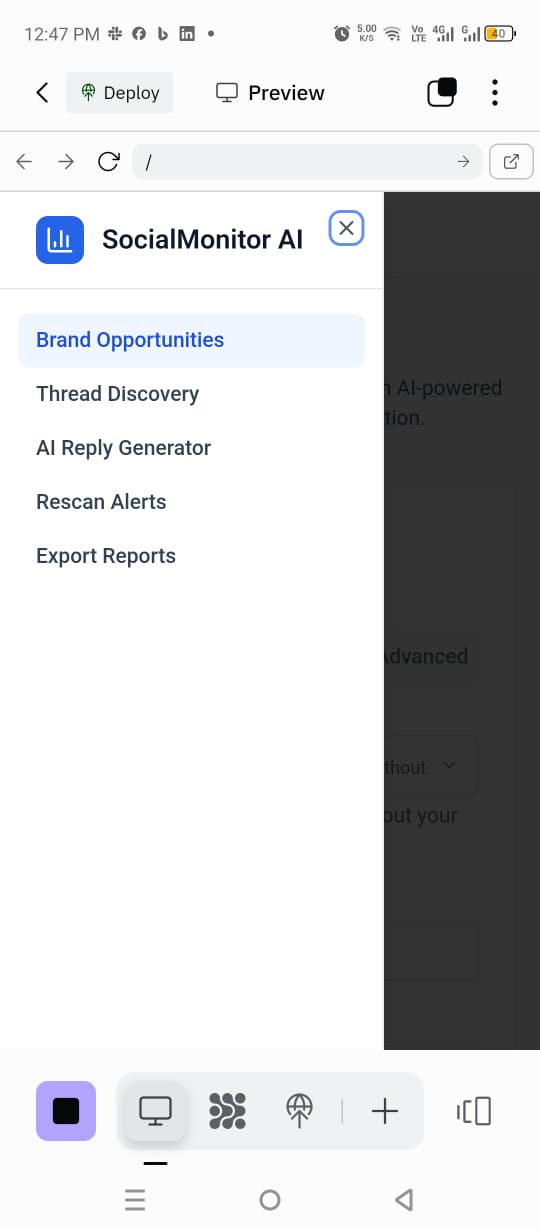 12:47 PM
5.00
K/S
Vo
LTE
4G
G
40
Deploy
Preview
/
SocialMonitor AI
Brand Opportunities
Thread Discovery
AI Reply Generator
Rescan Alerts
Export Reports
AI-powered
tion.
Advanced
thout
out your